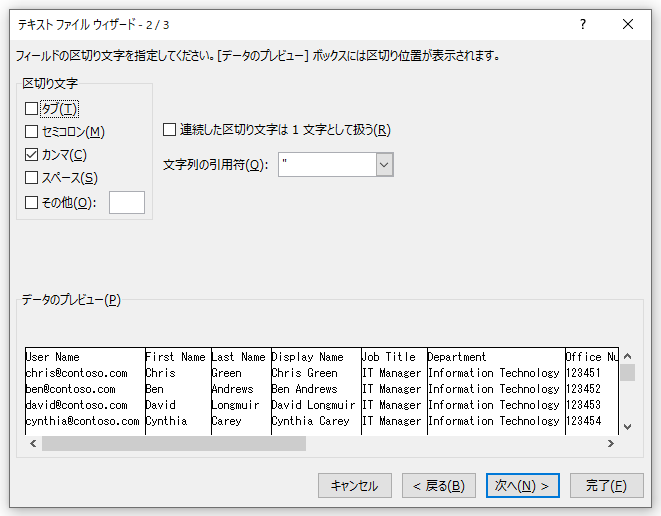 テキスト ファイル ウィザード - 2 / 3
? ×
フィールドの区切り文字を指定してください。[データのプレビュー] ボックスには区切り位置が表示されます。
区切り文字
タブ(T)
セミコロン(M)
カンマ(C)
スペース(S)
その他(O):
連続した区切り文字は 1 文字として扱う(R)
文字列の引用符(Q): "
データのプレビュー(P)
User Name First Name Last Name Display Name Job Title Department Office Nu
chris@contoso.com Chris Green Chris Green IT Manager Information Technology 123451
ben@contoso.com Ben Andrews Ben Andrews IT Manager Information Technology 123452
david@contoso.com David Longmuir David Longmuir IT Manager Information Technology 123453
cynthia@contoso.com Cynthia Carey Cynthia Carey IT Manager Information Technology 123454
キャンセル < 戻る(B) 次へ(N) > 完了(F)